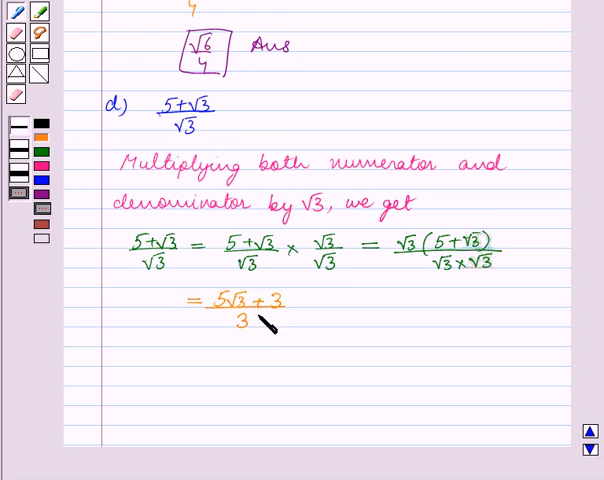 4
√6/4 Ans
d) (5+√3)/√3
Multiplying both numerator and
denominator by √3, we get
(5+√3)/√3 = (5+√3)/√3 × √3/√3 = √3(5+√3)/(√3×√3)
= (5√3+3)/3